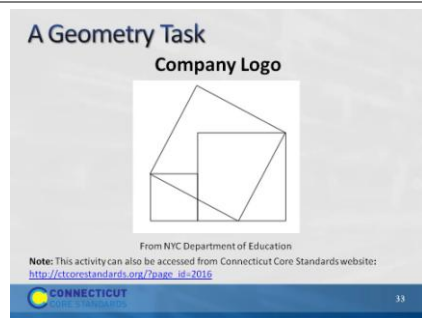 A Geometry Task
Company Logo
From NYC Department of Education
Note: This activity can also be accessed from Connecticut Core Standards website:
http://ctcorestandards.org/?page_id=2016
CONNECTICUT
CORE STANDARDS
33